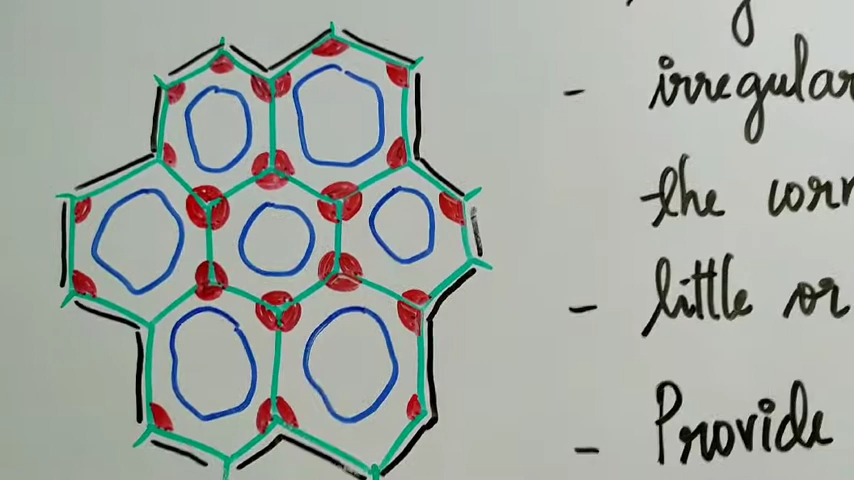 - irregular
the corn
- little or
- Provide